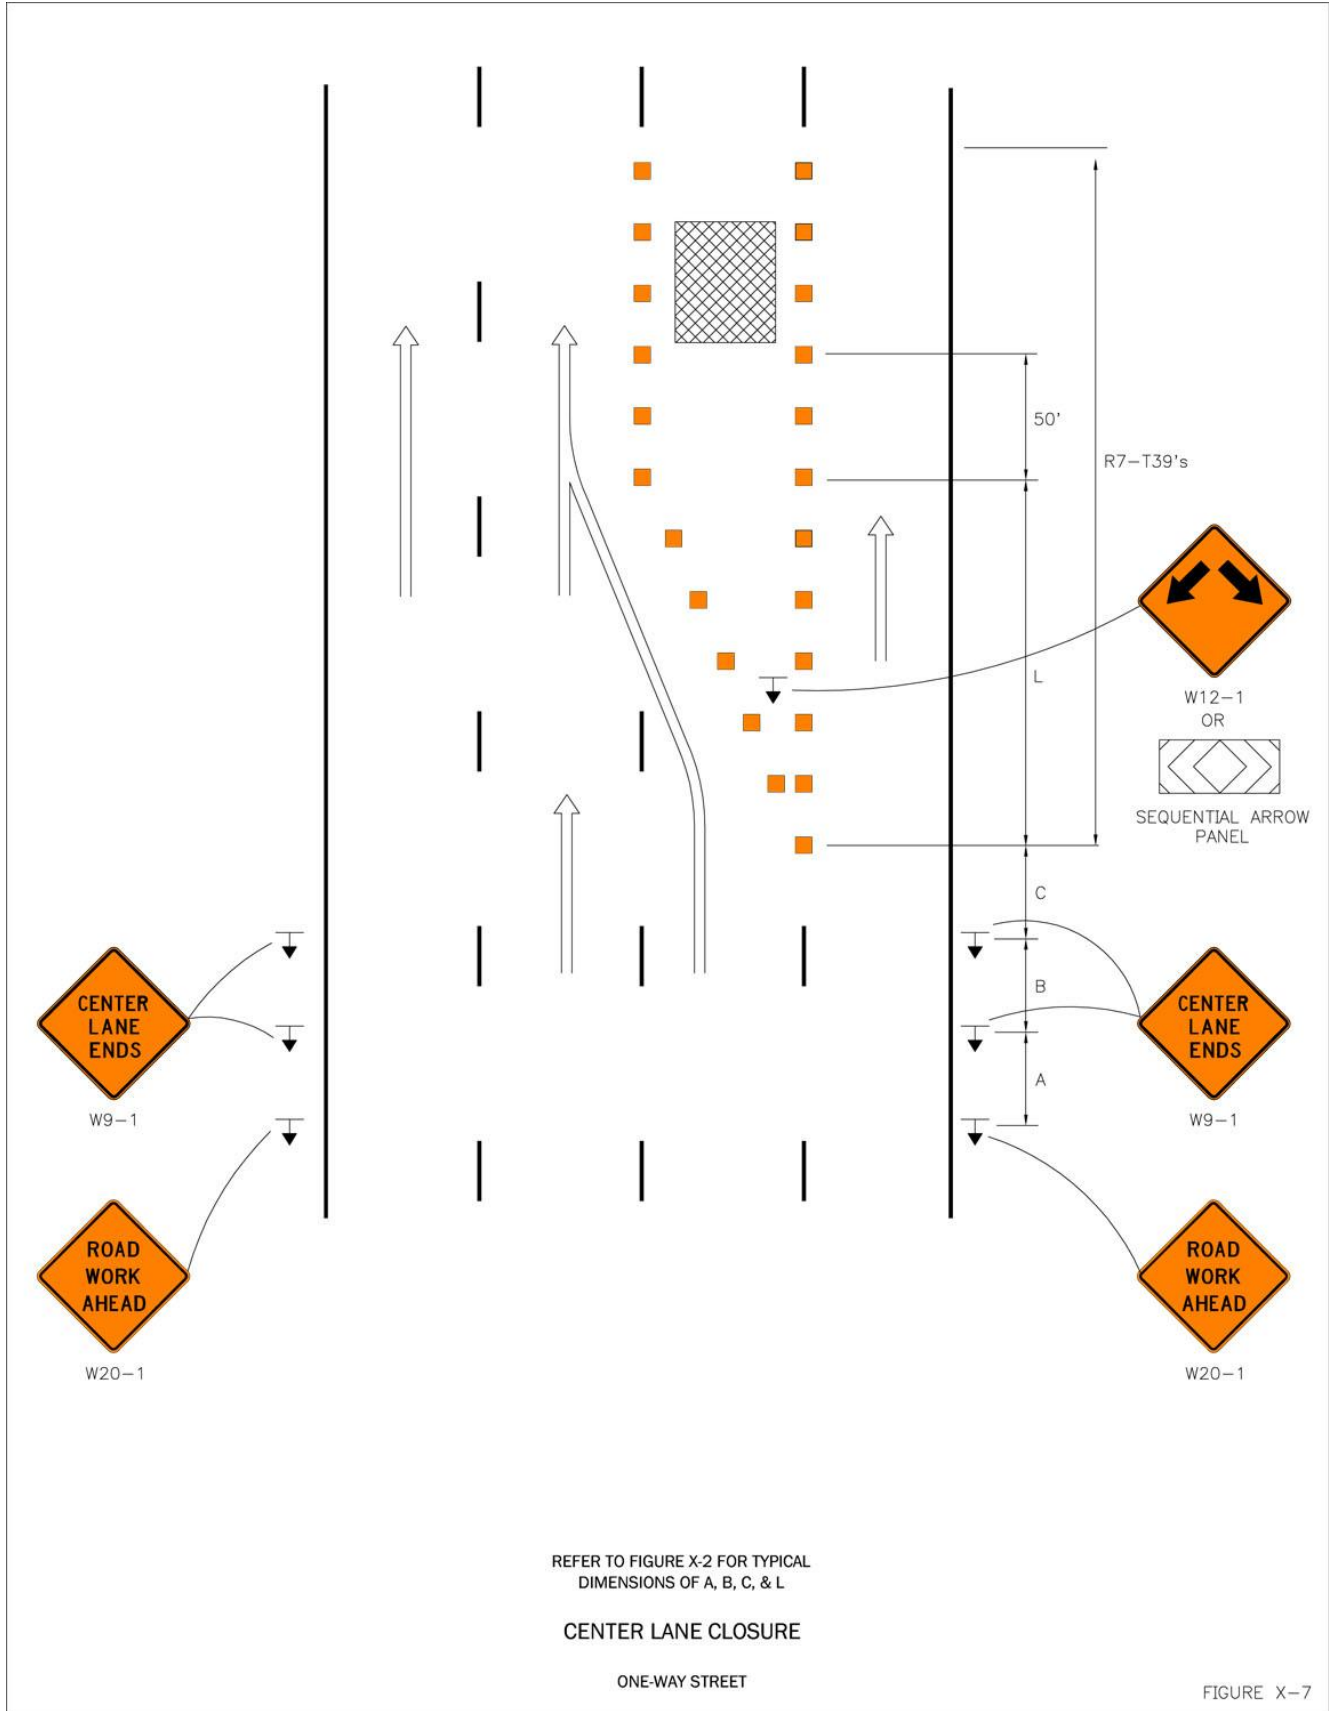 50'
R7-T39's
L
W12-1
OR
SEQUENTIAL ARROW
PANEL
C
B
A
CENTER
LANE
ENDS
W9-1
CENTER
LANE
ENDS
W9-1
ROAD
WORK
AHEAD
W20-1
ROAD
WORK
AHEAD
W20-1
REFER TO FIGURE X-2 FOR TYPICAL
DIMENSIONS OF A, B, C, & L
CENTER LANE CLOSURE
ONE-WAY STREET
FIGURE X-7